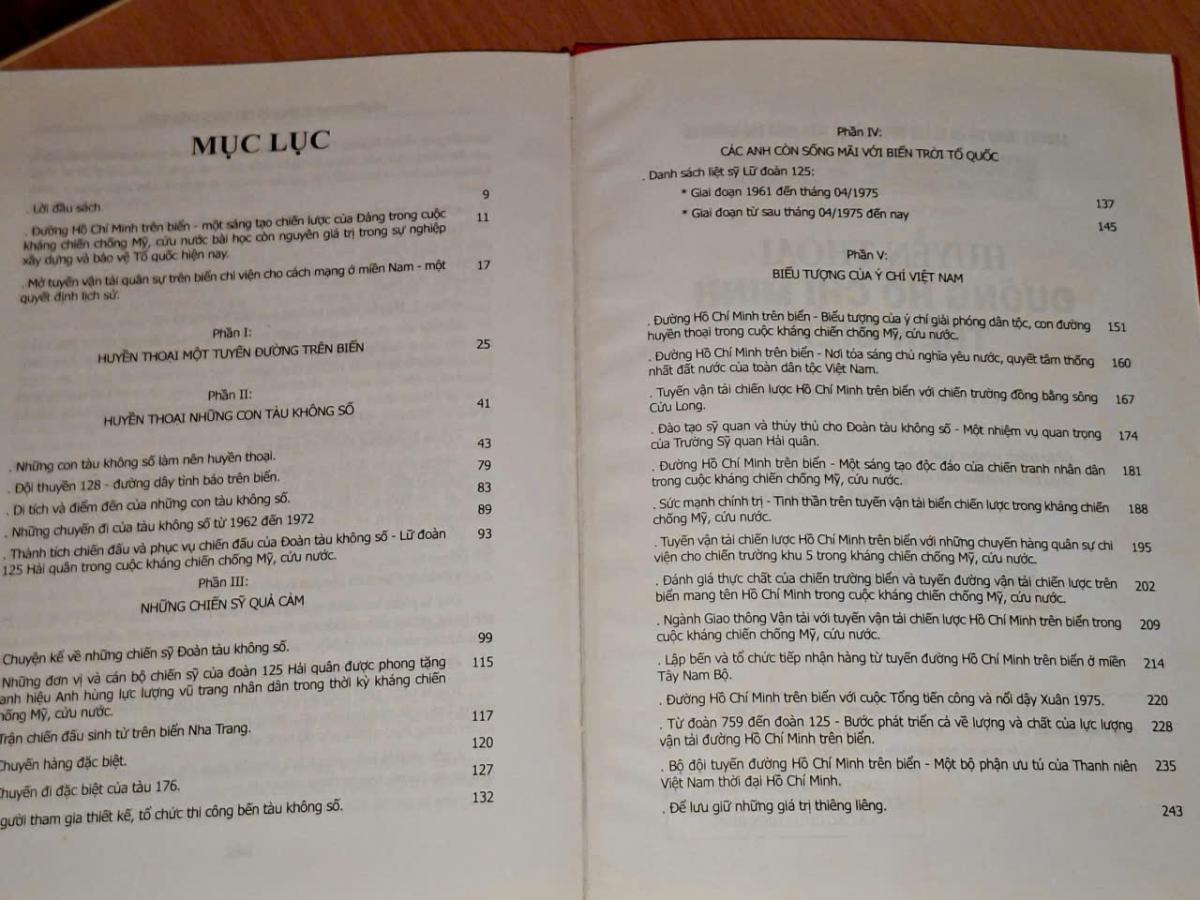 MỤC LỤC
. Lời đầu sách 9
. Đường Hồ Chí Minh trên biển - một sáng tạo chiến lược của Đảng trong cuộc 11
kháng chiến chống Mỹ, cứu nước bài học còn nguyên giá trị trong sự nghiệp
xây dựng và bảo vệ Tổ quốc hiện nay.
. Mở tuyến vận tải quân sự trên biển chi viện cho cách mạng ở miền Nam - một 17
quyết định lịch sử.
Phần I:
HUYỀN THOẠI MỘT TUYẾN ĐƯỜNG TRÊN BIỂN 25
Phần II:
HUYỀN THOẠI NHỮNG CON TÀU KHÔNG SỐ 41
. Những con tàu không số làm nên huyền thoại. 43
. Đội thuyền 128 - đường dây tình báo trên biển. 79
. Di tích và điểm đến của những con tàu không số. 83
. Những chuyến đi của tàu không số từ 1962 đến 1972 89
. Thành tích chiến đấu và phục vụ chiến đấu của Đoàn tàu không số - Lữ đoàn 93
125 Hải quân trong cuộc kháng chiến chống Mỹ, cứu nước.
Phần III:
NHỮNG CHIẾN SỸ QUẢ CẢM
Chuyện kể về những chiến sỹ Đoàn tàu không số. 99
Những đơn vị và cán bộ chiến sỹ của đoàn 125 Hải quân được phong tặng 115
anh hiệu Anh hùng lực lượng vũ trang nhân dân trong thời kỳ kháng chiến
hống Mỹ, cứu nước.
Trận chiến đấu sinh tử trên biển Nha Trang. 117
Chuyến hàng đặc biệt. 120
Chuyến đi đặc biệt của tàu 176. 127
gười tham gia thiết kế, tổ chức thi công bến tàu không số. 132
Phần IV:
CÁC ANH CÒN SỐNG MÃI VỚI BIỂN TRỜI TỔ QUỐC
. Danh sách liệt sỹ Lữ đoàn 125:
* Giai đoạn 1961 đến tháng 04/1975 137
* Giai đoạn từ sau tháng 04/1975 đến nay 145
Phần V:
BIỂU TƯỢNG CỦA Ý CHÍ VIỆT NAM
. Đường Hồ Chí Minh trên biển - Biểu tượng của ý chí giải phóng dân tộc, con đường 151
huyền thoại trong cuộc kháng chiến chống Mỹ, cứu nước.
. Đường Hồ Chí Minh trên biển - Nơi tỏa sáng chủ nghĩa yêu nước, quyết tâm thống 160
nhất đất nước của toàn dân tộc Việt Nam.
. Tuyến vận tải chiến lược Hồ Chí Minh trên biển với chiến trường đồng bằng sông 167
Cửu Long.
. Đào tạo sỹ quan và thủy thủ cho Đoàn tàu không số - Một nhiệm vụ quan trọng 174
của Trường Sỹ quan Hải quân.
. Đường Hồ Chí Minh trên biển - Một sáng tạo độc đáo của chiến tranh nhân dân 181
trong cuộc kháng chiến chống Mỹ, cứu nước.
. Sức mạnh chính trị - Tinh thần trên tuyến vận tải biển chiến lược trong kháng chiến 188
chống Mỹ, cứu nước.
. Tuyến vận tải chiến lược Hồ Chí Minh trên biển với những chuyến hàng quân sự chi 195
viện cho chiến trường khu 5 trong kháng chiến chống Mỹ, cứu nước.
. Đánh giá thực chất của chiến trường biển và tuyến đường vận tải chiến lược trên 202
biển mang tên Hồ Chí Minh trong cuộc kháng chiến chống Mỹ, cứu nước.
. Ngành Giao thông Vận tải với tuyến vận tải chiến lược Hồ Chí Minh trên biển trong 209
cuộc kháng chiến chống Mỹ, cứu nước.
. Lập bến và tổ chức tiếp nhận hàng từ tuyến đường Hồ Chí Minh trên biển ở miền 214
Tây Nam Bộ.
. Đường Hồ Chí Minh trên biển với cuộc Tổng tiến công và nổi dậy Xuân 1975. 220
. Từ đoàn 759 đến đoàn 125 - Bước phát triển cả về lượng và chất của lực lượng 228
vận tải đường Hồ Chí Minh trên biển.
. Bộ đội tuyến đường Hồ Chí Minh trên biển - Một bộ phận ưu tú của Thanh niên 235
Việt Nam thời đại Hồ Chí Minh.
. Để lưu giữ những giá trị thiêng liêng. 243